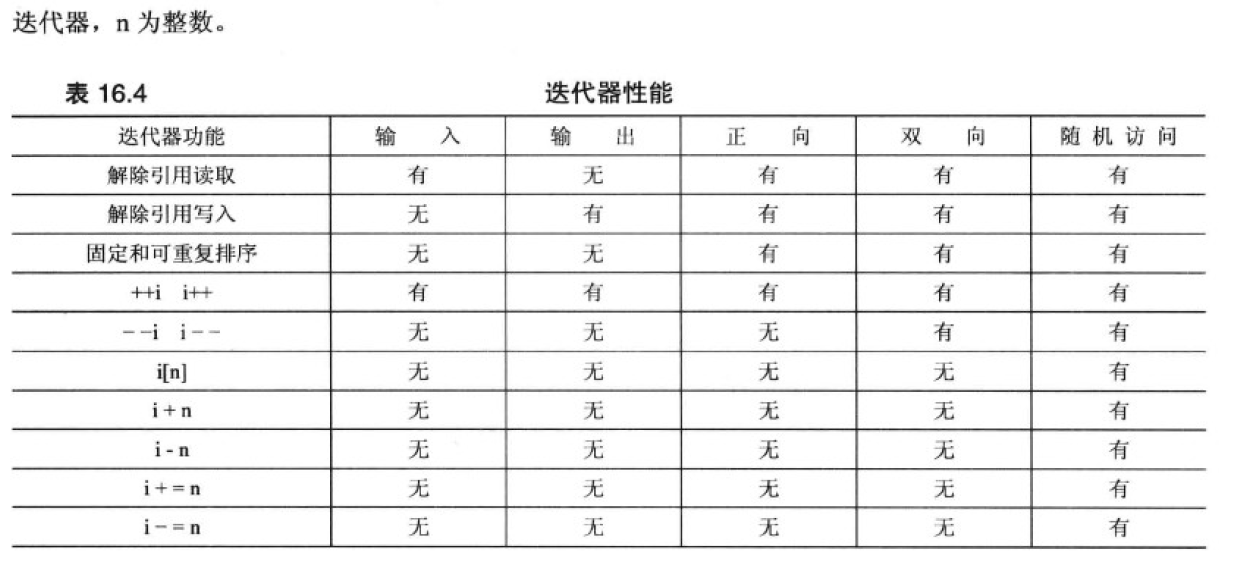 迭代器，n 为整数。
表 16.4 迭代器性能
迭代器功能 输 入 输 出 正 向 双 向 随 机 访 问
解除引用读取 有 无 有 有 有
解除引用写入 无 有 有 有 有
固定和可重复排序 无 无 有 有 有
++i i++ 有 有 有 有 有
－－i i－－ 无 无 无 有 有
i[n] 无 无 无 无 有
i + n 无 无 无 无 有
i - n 无 无 无 无 有
i + = n 无 无 无 无 有
i － = n 无 无 无 无 有